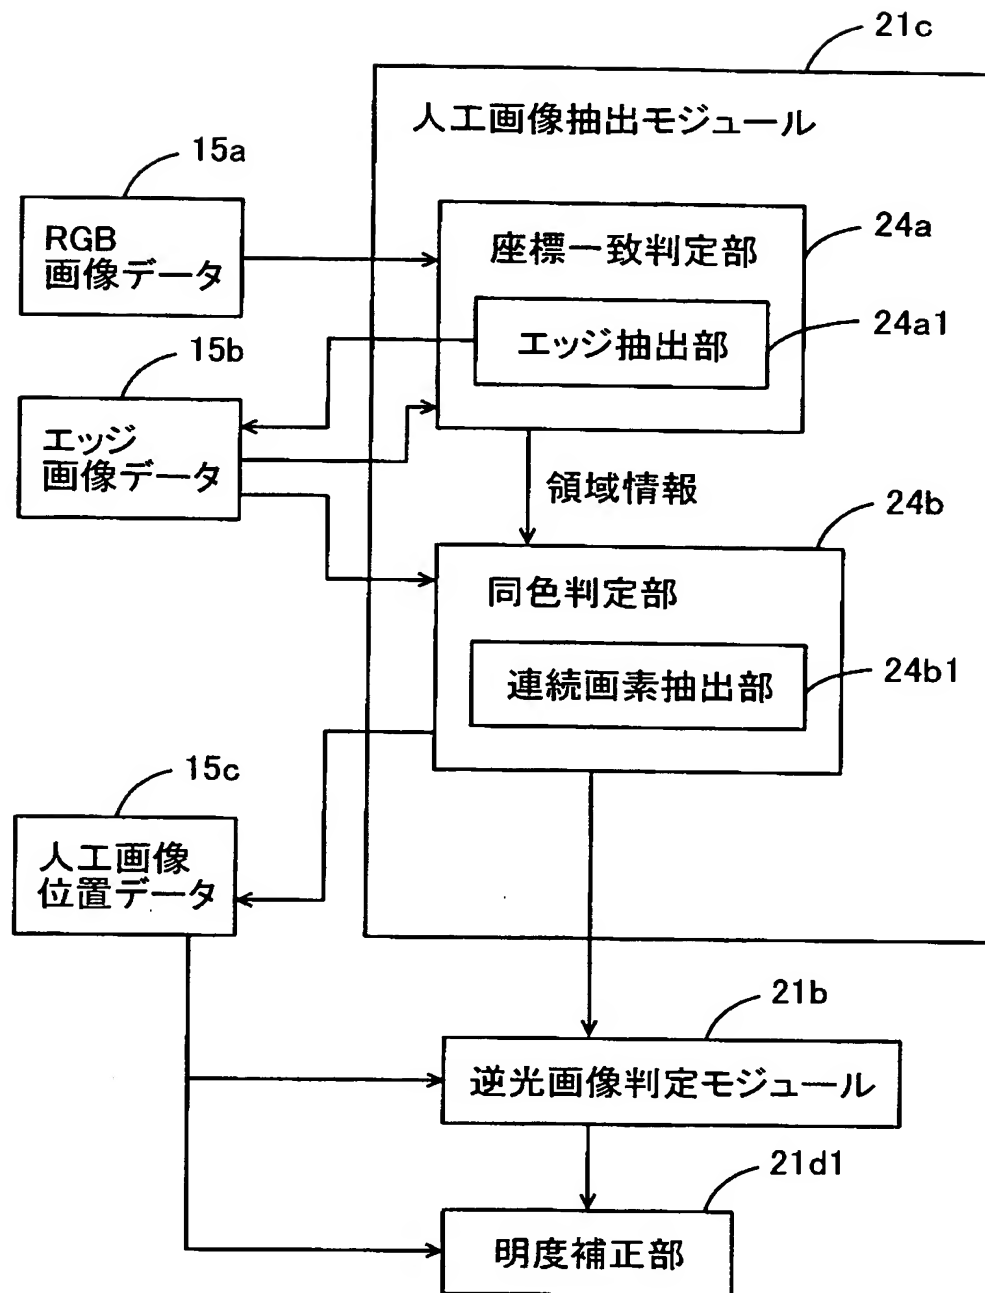 21c
人工画像抽出モジュール
15a
RGB
画像データ
座標一致判定部
24a
エッジ抽出部
24a1
15b
エッジ
画像データ
領域情報
24b
同色判定部
連続画素抽出部
24b1
15c
人工画像
位置データ
21b
逆光画像判定モジュール
21d1
明度補正部